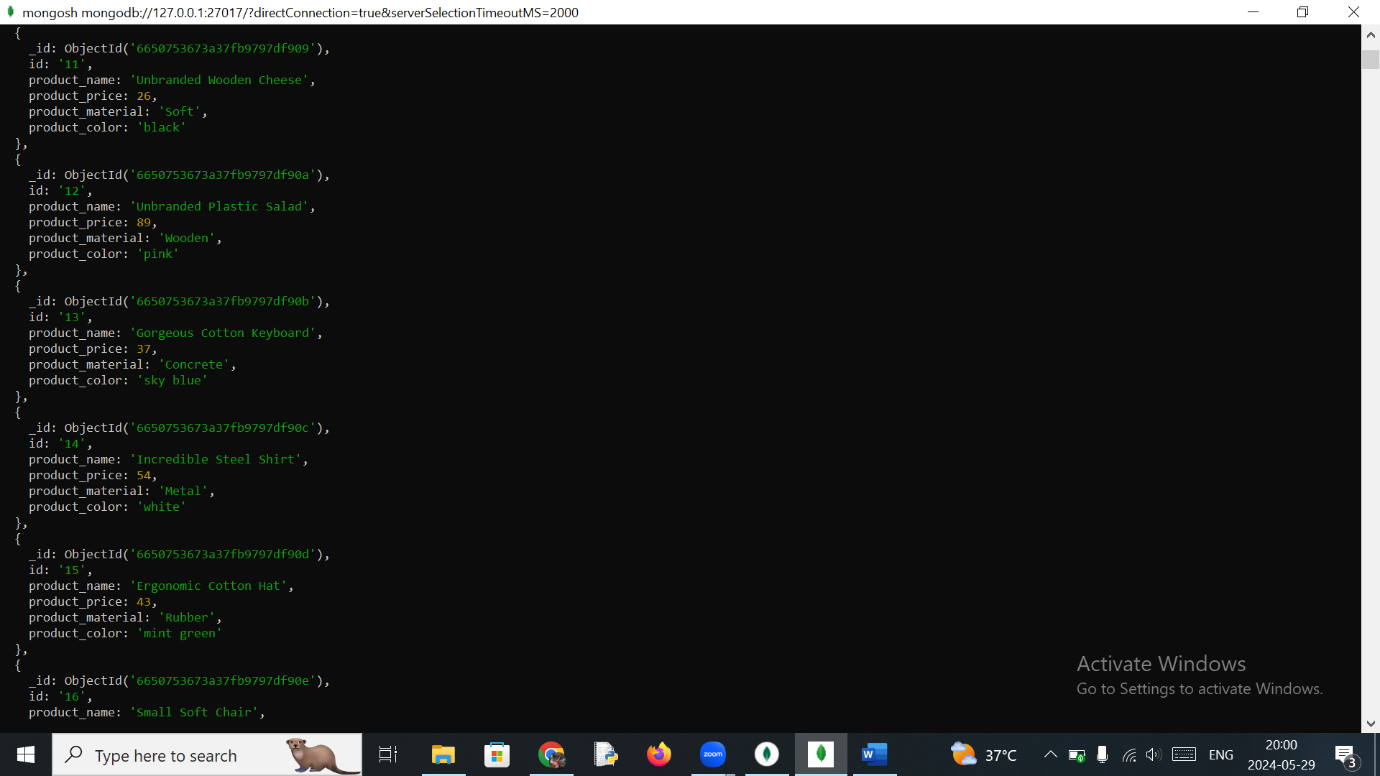 mongosh mongodb://127.0.0.1:27017/?directConnection=true&serverSelectionTimeoutMS=2000
{
_id: ObjectId('6650753673a37fb9797df909'),
id: '11',
product_name: 'Unbranded Wooden Cheese',
product_price: 26,
product_material: 'Soft',
product_color: 'black'
},
{
_id: ObjectId('6650753673a37fb9797df90a'),
id: '12',
product_name: 'Unbranded Plastic Salad',
product_price: 89,
product_material: 'Wooden',
product_color: 'pink'
},
{
_id: ObjectId('6650753673a37fb9797df90b'),
id: '13',
product_name: 'Gorgeous Cotton Keyboard',
product_price: 37,
product_material: 'Concrete',
product_color: 'sky blue'
},
{
_id: ObjectId('6650753673a37fb9797df90c'),
id: '14',
product_name: 'Incredible Steel Shirt',
product_price: 54,
product_material: 'Metal',
product_color: 'white'
},
{
_id: ObjectId('6650753673a37fb9797df90d'),
id: '15',
product_name: 'Ergonomic Cotton Hat',
product_price: 43,
product_material: 'Rubber',
product_color: 'mint green'
},
{
_id: ObjectId('6650753673a37fb9797df90e'),
id: '16',
product_name: 'Small Soft Chair',
Activate Windows
Go to Settings to activate Windows.
Type here to search
zoom
W
37°C
ENG
20:00
2024-05-29
3